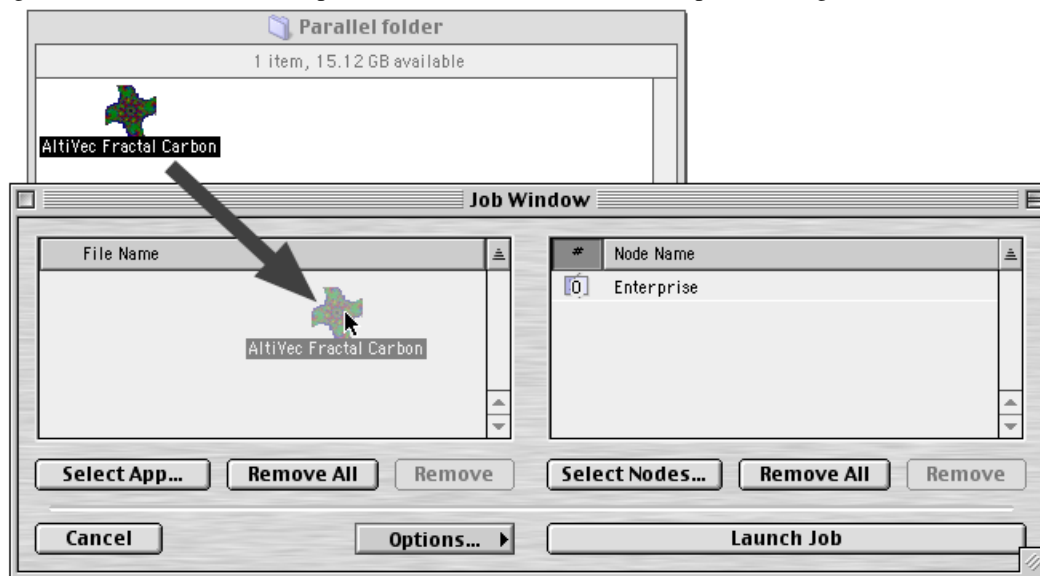 Parallel folder
1 item, 15.12 GB available
AltiVec Fractal Carbon
Job Window
File Name
# Node Name
0 Enterprise
AltiVec Fractal Carbon
Select App... Remove All Remove
Select Nodes... Remove All Remove
Cancel Options... Launch Job